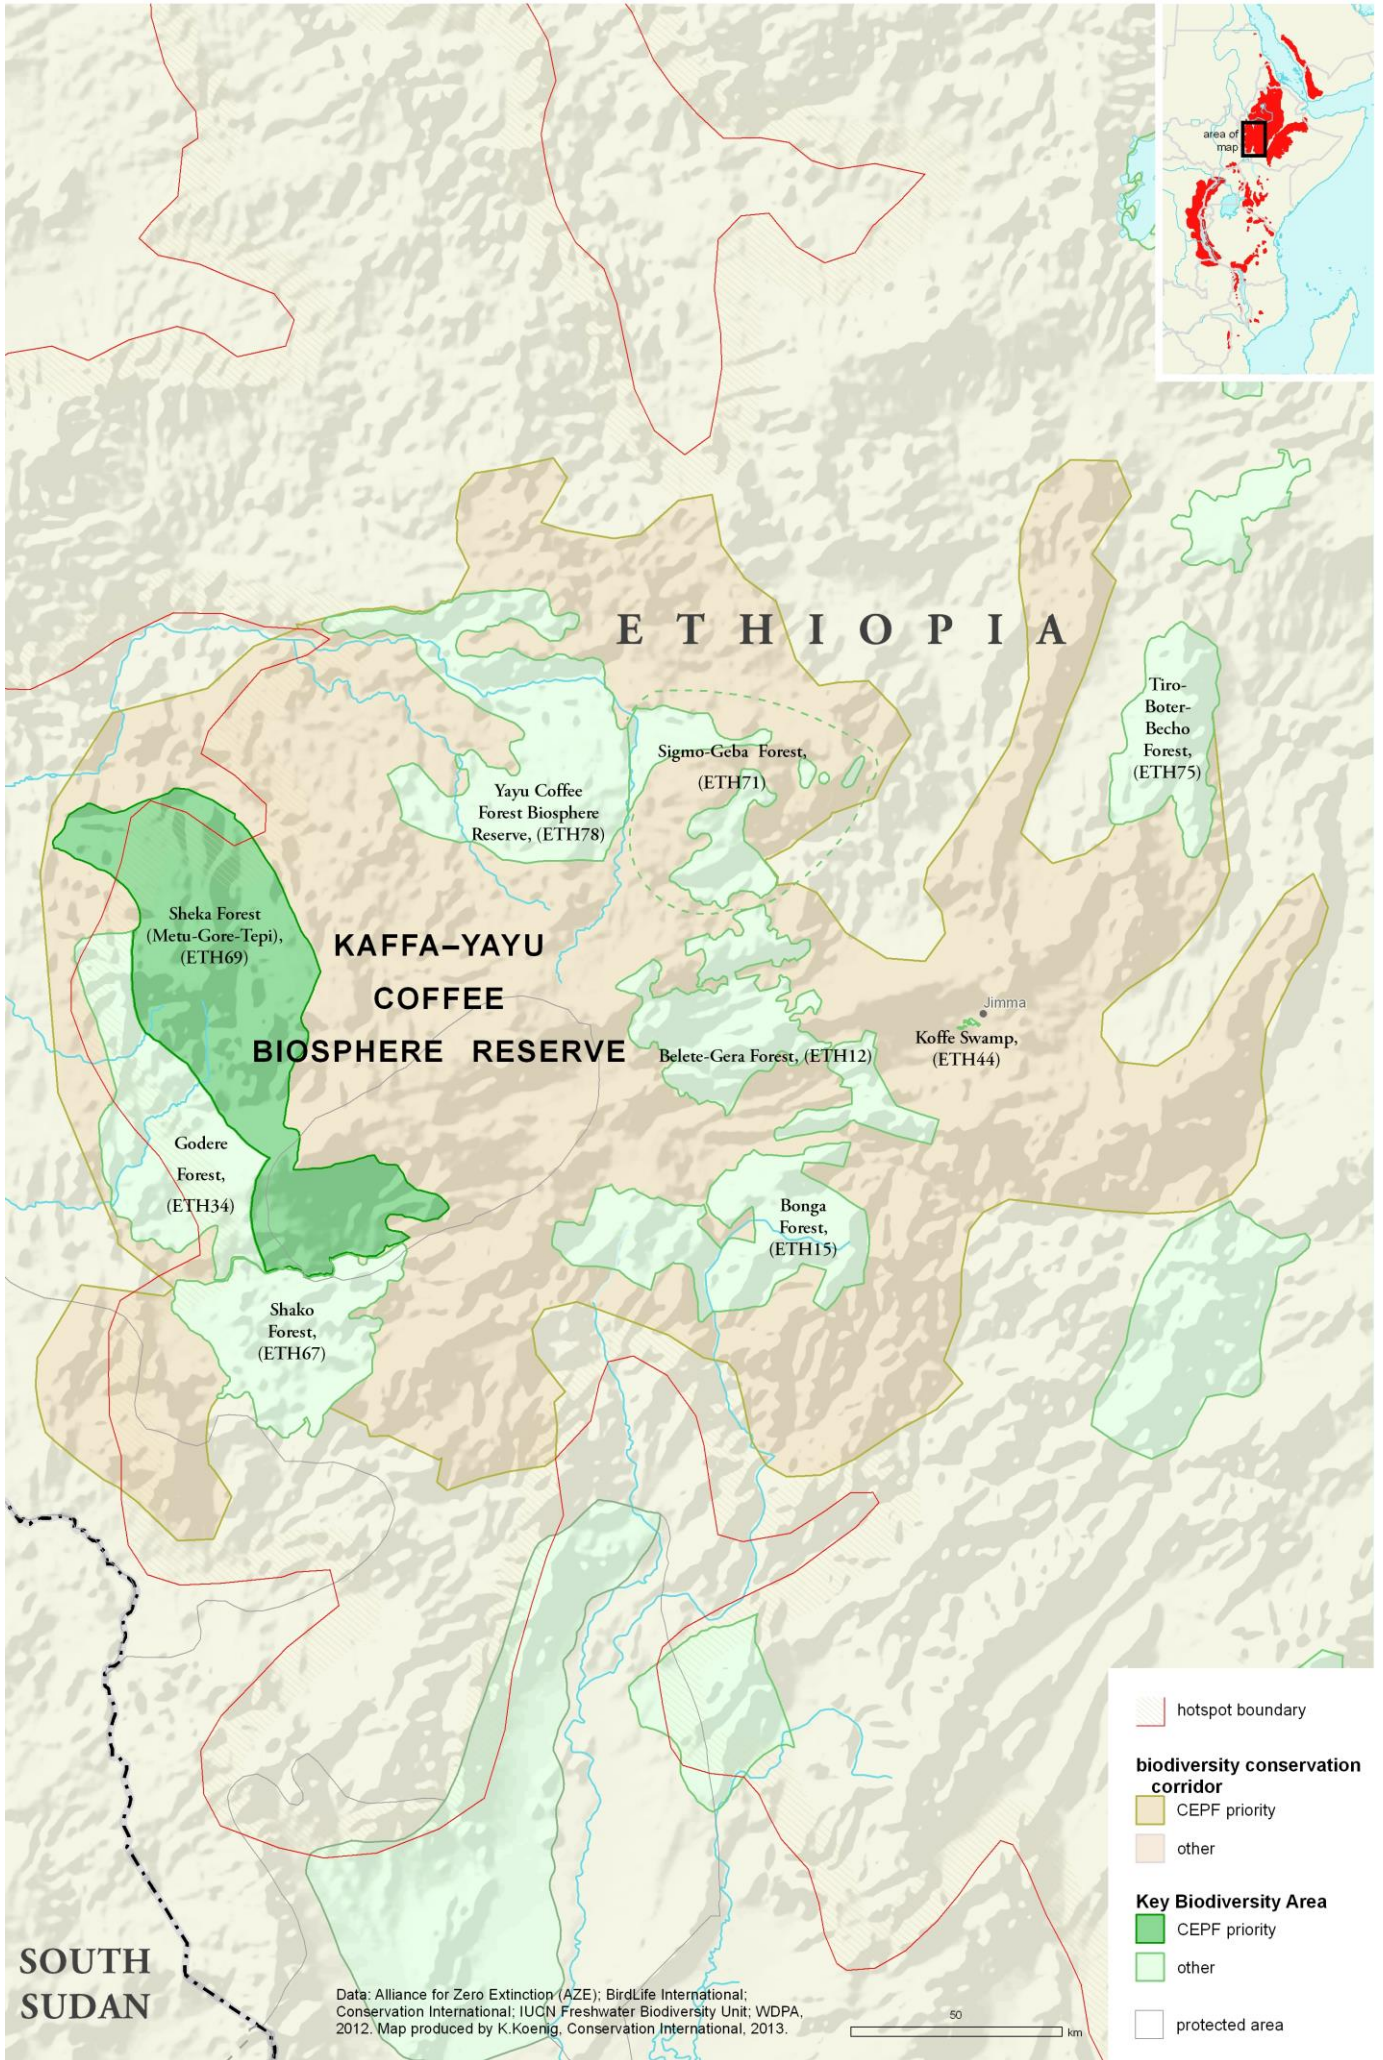 area of
map
E T H I O P I A
Tiro-
Boter-
Becho
Forest,
(ETH75)
Sigmo-Geba Forest,
(ETH71)
Yayu Coffee
Forest Biosphere
Reserve, (ETH78)
Sheka Forest
(Metu-Gore-Tepi),
(ETH69)
KAFFA–YAYU
COFFEE
BIOSPHERE RESERVE
Jimma
Koffe Swamp,
(ETH44)
Belete-Gera Forest, (ETH12)
Godere
Forest,
(ETH34)
Bonga
Forest,
(ETH15)
Shako
Forest,
(ETH67)
hotspot boundary
biodiversity conservation
corridor
CEPF priority
other
Key Biodiversity Area
CEPF priority
other
protected area
SOUTH
SUDAN
Data: Alliance for Zero Extinction (AZE); BirdLife International;
Conservation International; IUCN Freshwater Biodiversity Unit; WDPA,
2012. Map produced by K.Koenig, Conservation International, 2013.
50
km